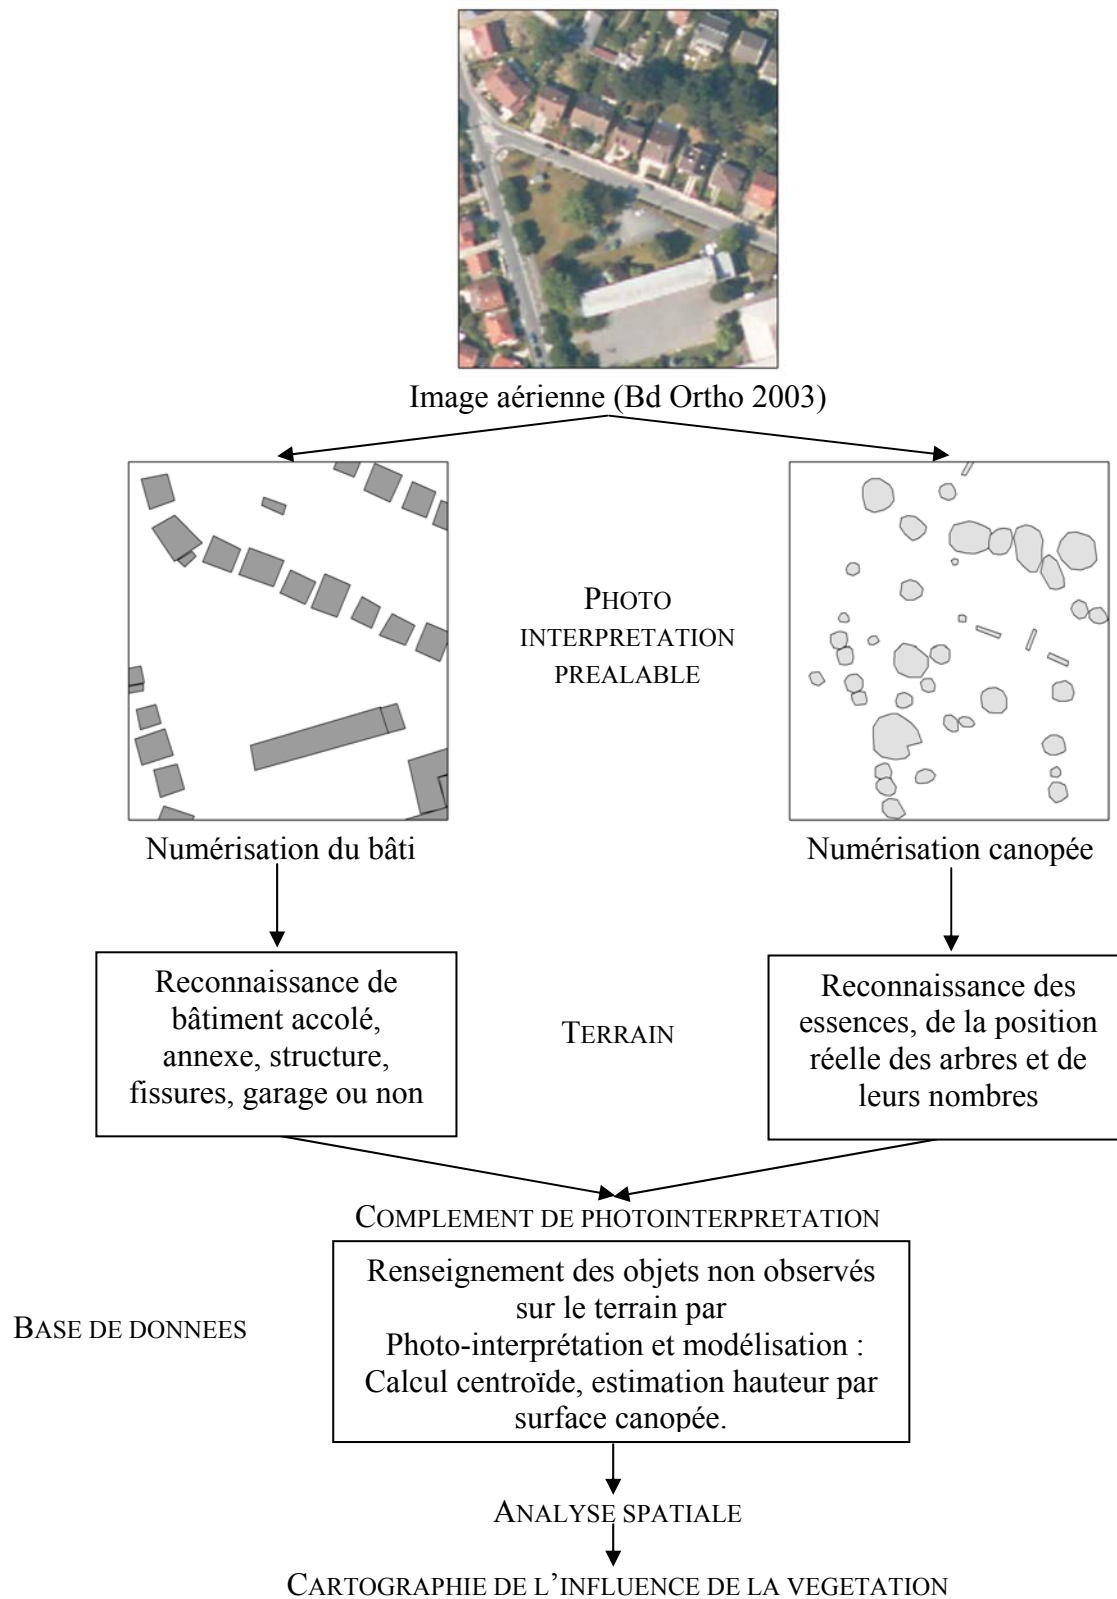 Image aérienne (Bd Ortho 2003)
PHOTO
INTERPRETATION
PREALABLE
Numérisation du bâti
Numérisation canopée
Reconnaissance de
bâtiment accolé,
annexe, structure,
fissures, garage ou non
TERRAIN
Reconnaissance des
essences, de la position
réelle des arbres et de
leurs nombres
COMPLEMENT DE PHOTOINTERPRETATION
BASE DE DONNEES
Renseignement des objets non observés
sur le terrain par
Photo-interprétation et modélisation :
Calcul centroïde, estimation hauteur par
surface canopée.
ANALYSE SPATIALE
CARTOGRAPHIE DE L’INFLUENCE DE LA VEGETATION